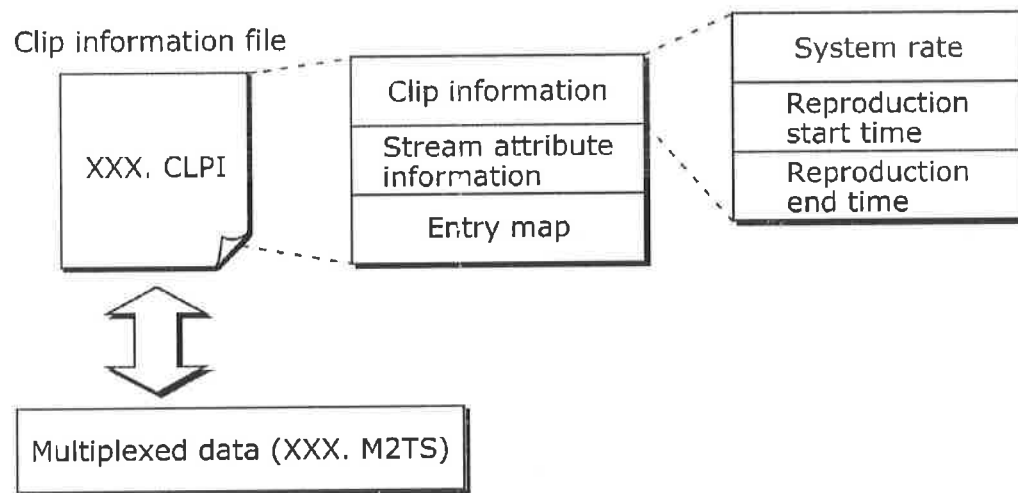 Clip information file
XXX. CLPI
Clip information
Stream attribute
information
Entry map
System rate
Reproduction
start time
Reproduction
end time
Multiplexed data (XXX. M2TS)